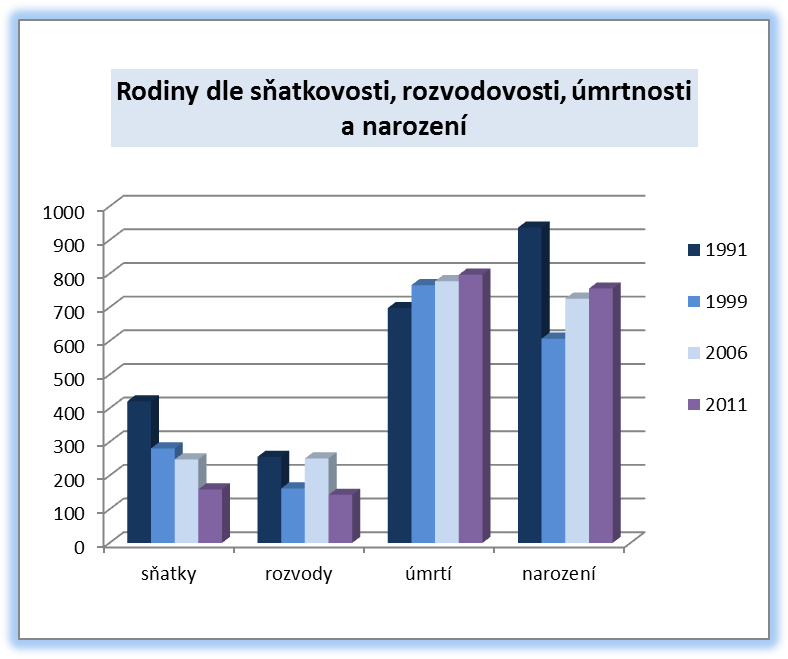 Rodiny dle sňatkovosti, rozvodovosti, úmrtnosti
a narození
1000
900
800
700
600
500
400
300
200
100
0
sňatky
rozvody
úmrtí
narození
1991
1999
2006
2011